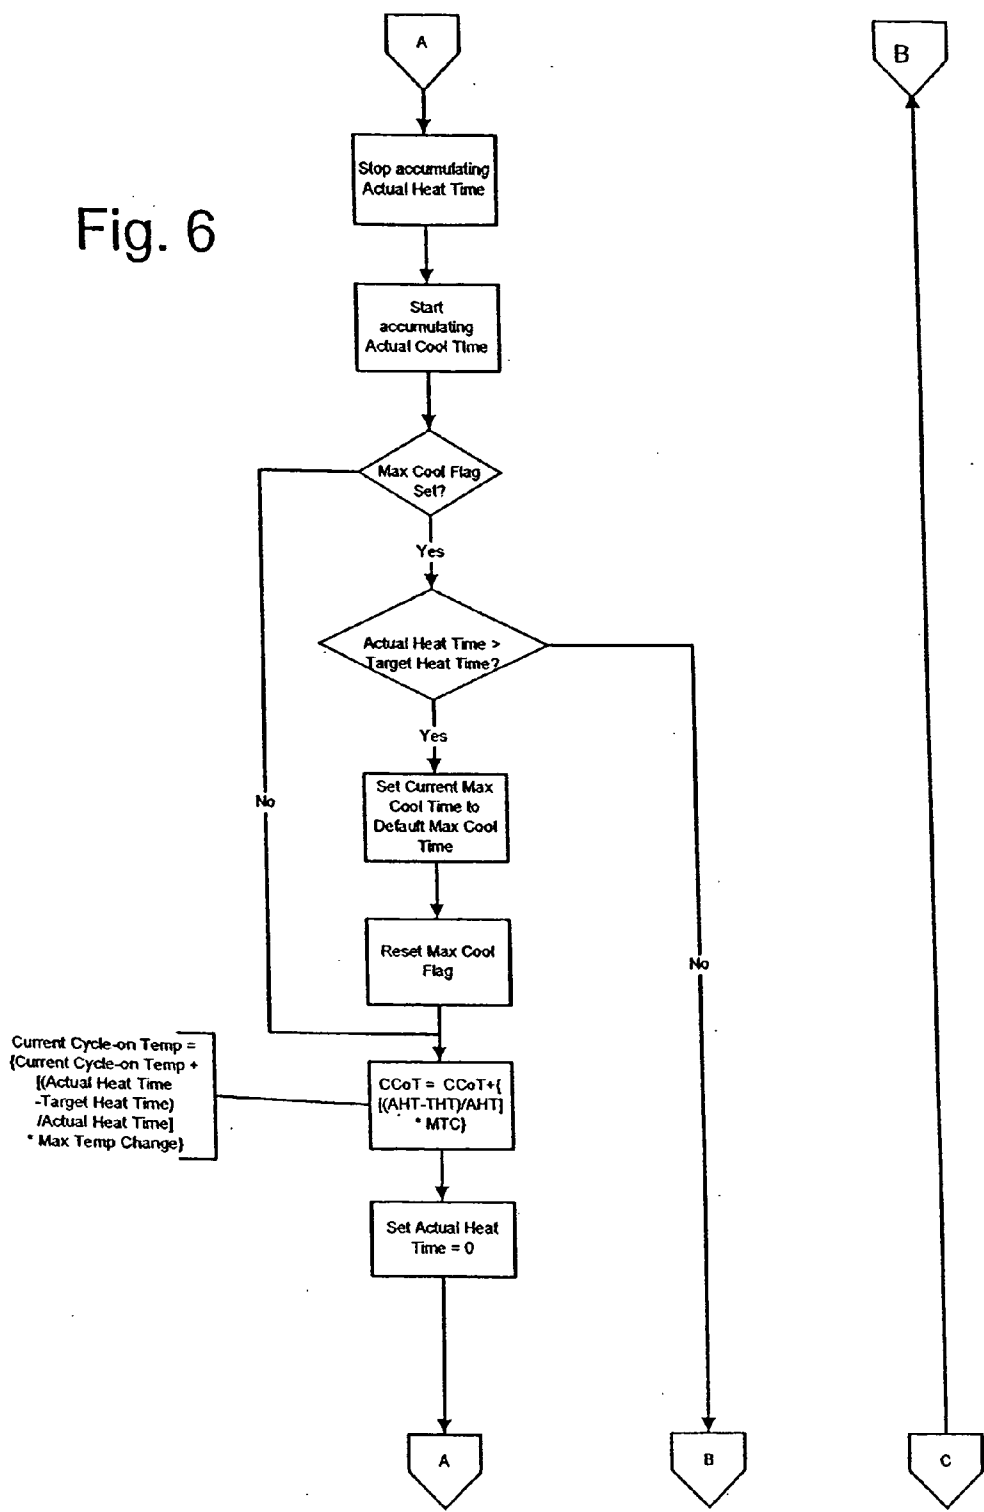 A
B
Stop accumulating
Actual Heat Time
Fig. 6
Start
accumulating
Actual Cool Time
Max Cool Flag
Set?
Yes
Actual Heat Time >
Target Heat Time?
Yes
Set Current Max
Cool Time to
Default Max Cool
Time
No
Reset Max Cool
Flag
No
Current Cycle-on Temp =
{Current Cycle-on Temp +
[(Actual Heat Time
-Target Heat Time)
/Actual Heat Time]
* Max Temp Change}
CCoT = CCoT+{
[(AHT-THT)/AHT]
* MTC}
Set Actual Heat
Time = 0
A
B
C